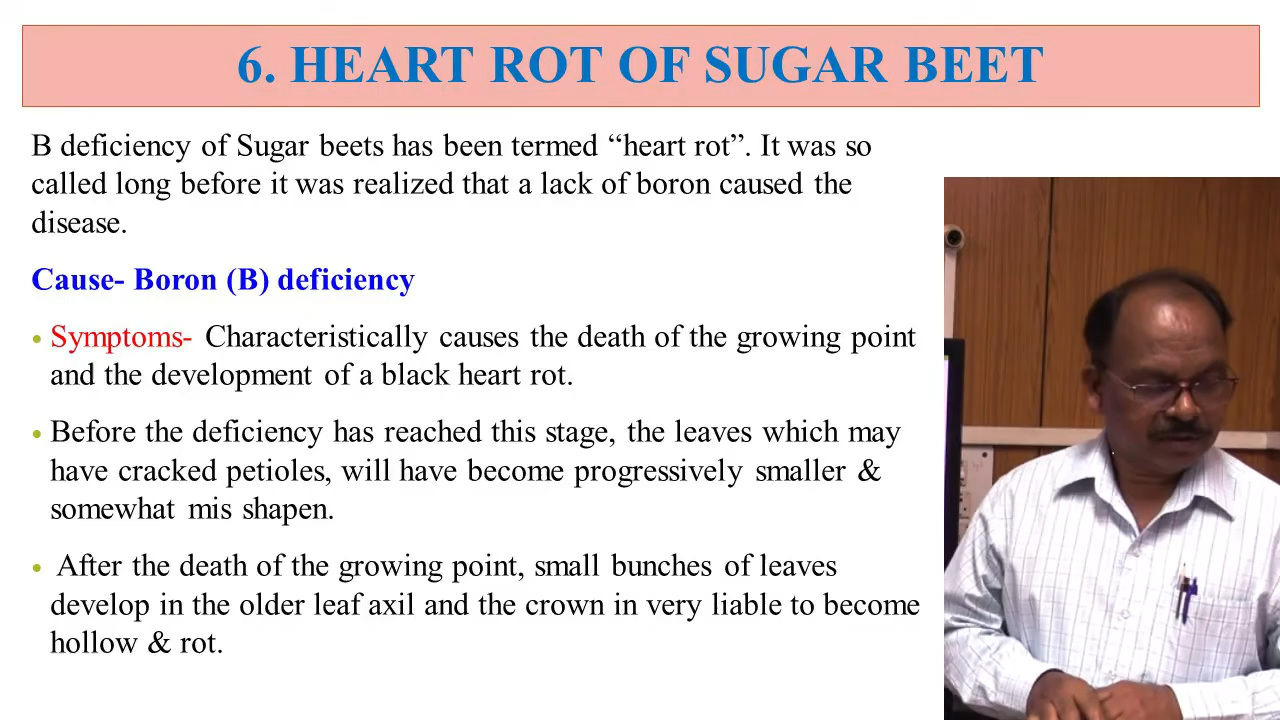 6. HEART ROT OF SUGAR BEET
B deficiency of Sugar beets has been termed “heart rot”. It was so
called long before it was realized that a lack of boron caused the
disease.
Cause- Boron (B) deficiency
• Symptoms- Characteristically causes the death of the growing point
and the development of a black heart rot.
• Before the deficiency has reached this stage, the leaves which may
have cracked petioles, will have become progressively smaller &
somewhat mis shapen.
• After the death of the growing point, small bunches of leaves
develop in the older leaf axil and the crown in very liable to become
hollow & rot.